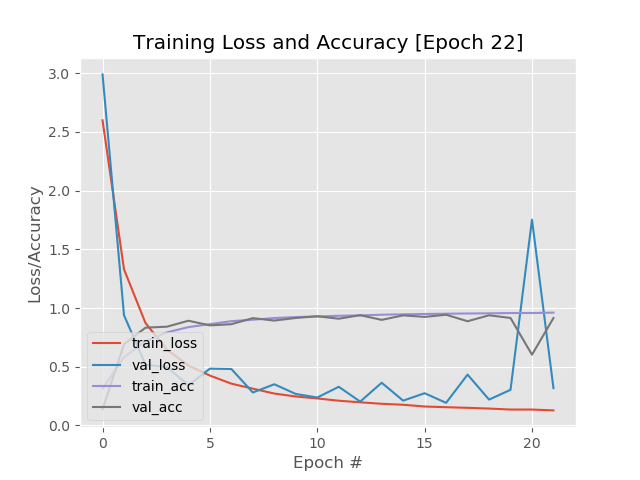 Training Loss and Accuracy [Epoch 22]
3.0
2.5
2.0
1.5
1.0
0.5
0.0
Loss/Accuracy
train_loss
val_loss
train_acc
val_acc
0 5 10 15 20
Epoch #